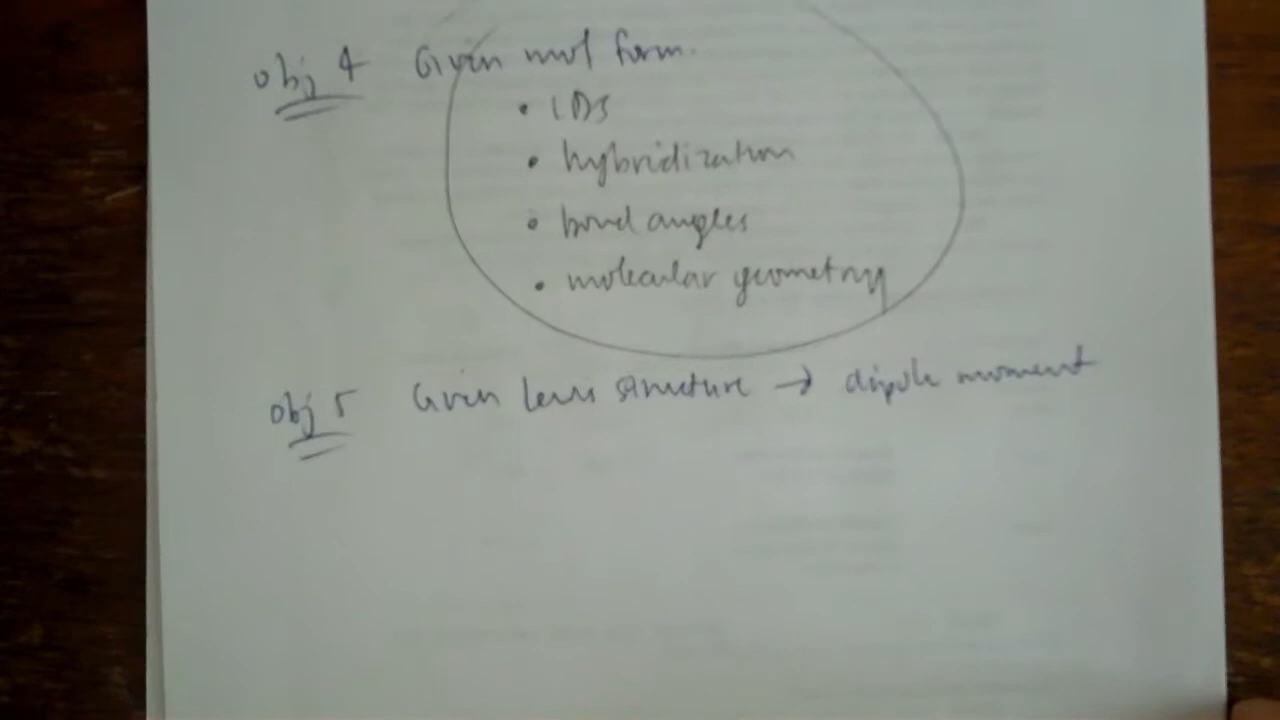 obj 4 Given mol form.
• LDS
• hybridization
• bond angles
• molecular geometry
obj 5 Given lewis structure → dipole moment